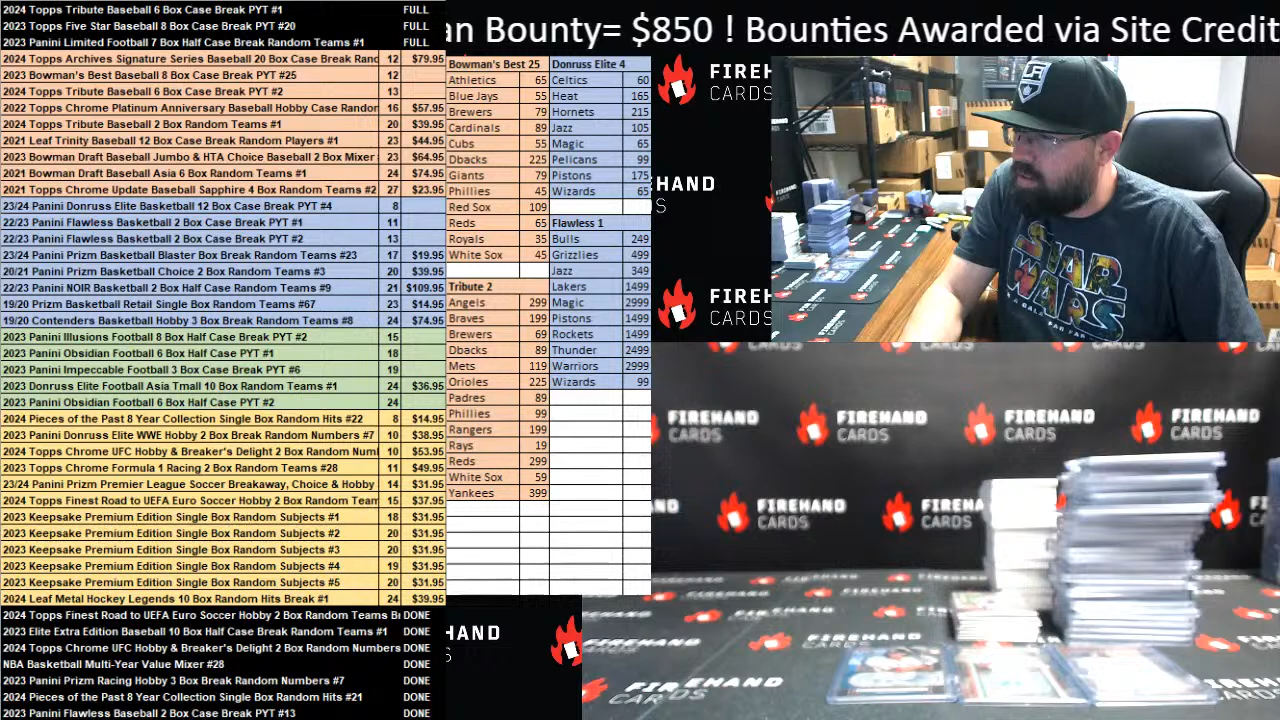 an Bounty= $850 ! Bounties Awarded via Site Credit
2024 Topps Tribute Baseball 6 Box Case Break PYT #1 FULL
2023 Topps Five Star Baseball 8 Box Case Break PYT #20 FULL
2023 Panini Limited Football 7 Box Half Case Break Random Teams #1 FULL
2024 Topps Archives Signature Series Baseball 20 Box Case Break Ranc 12 $79.95
2023 Bowman's Best Baseball 8 Box Case Break PYT #25 12
2024 Topps Tribute Baseball 6 Box Case Break PYT #2 13
2022 Topps Chrome Platinum Anniversary Baseball Hobby Case Randor 16 $57.95
2024 Topps Tribute Baseball 2 Box Random Teams #1 20 $39.95
2021 Leaf Trinity Baseball 12 Box Case Break Random Players #1 23 $44.95
2023 Bowman Draft Baseball Jumbo & HTA Choice Baseball 2 Box Mixer 23 $64.95
2021 Bowman Draft Baseball Asia 6 Box Random Teams #1 24 $74.95
2021 Topps Chrome Update Baseball Sapphire 4 Box Random Teams #2 27 $23.95
23/24 Panini Donruss Elite Basketball 12 Box Case Break PYT #4 8
22/23 Panini Flawless Basketball 2 Box Case Break PYT #1 11
22/23 Panini Flawless Basketball 2 Box Case Break PYT #2 13
23/24 Panini Prizm Basketball Blaster Box Break Random Teams #23 17 $19.95
20/21 Panini Prizm Basketball Choice 2 Box Random Teams #3 20 $39.95
22/23 Panini NOIR Basketball 2 Box Random Teams #9 21 $109.95
19/20 Prizm Basketball Retail Single Box Random Teams #67 23 $14.95
19/20 Contenders Basketball Hobby 3 Box Break Random Teams #8 24 $74.95
2023 Panini Illusions Football 8 Box Half Case Break PYT #2 15
2023 Panini Obsidian Football 6 Box Half Case PYT #1 18
2023 Panini Impeccable Football 3 Box Case Break PYT #6 19
2023 Donruss Elite Football Asia Tmall 10 Box Random Teams #1 24 $36.95
2023 Panini Obsidian Football 6 Box Half Case PYT #2 24
2024 Pieces of the Past 8 Year Collection Single Box Random Hits #22 8 $14.95
2023 Panini Donruss Elite WWE Hobby 2 Box Break Random Numbers #7 10 $38.95
2024 Topps Chrome UFC Hobby & Breaker's Delight 2 Box Random Numl 10 $53.95
2023 Topps Chrome Formula 1 Racing 2 Box Random Teams #28 11 $49.95
23/24 Panini Prizm Premier League Soccer Breakaway, Choice & Hobby 14 $31.95
2024 Topps Finest Road to UEFA Euro Soccer Hobby 2 Box Random Team 15 $37.95
2023 Keepsake Premium Edition Single Box Random Subjects #1 18 $31.95
2023 Keepsake Premium Edition Single Box Random Subjects #2 20 $31.95
2023 Keepsake Premium Edition Single Box Random Subjects #3 20 $31.95
2023 Keepsake Premium Edition Single Box Random Subjects #4 19 $31.95
2023 Keepsake Premium Edition Single Box Random Subjects #5 20 $31.95
2024 Leaf Metal Hockey Legends 10 Box Random Hits Break #1 24 $39.95
2024 Topps Finest Road to UEFA Euro Soccer Hobby 2 Box Random Teams B DONE
2023 Elite Extra Edition Baseball 10 Box Half Case Break Random Teams #1 DONE
2024 Topps Chrome UFC Hobby & Breaker's Delight 2 Box Random Numbers DONE
NBA Basketball Multi-Year Value Mixer #28 DONE
2023 Panini Prizm Racing Hobby 3 Box Break Random Numbers #7 DONE
2024 Pieces of the Past 8 Year Collection Single Box Random Hits #21 DONE
2023 Panini Flawless Baseball 2 Box Case Break PYT #13 DONE
Bowman's Best 25
Athletics 65
Blue Jays 55
Brewers 79
Cardinals 89
Cubs 55
Dbacks 225
Giants 79
Phillies 45
Red Sox 109
Reds 65
Royals 35
White Sox 45
Tribute 2
Angels 299
Braves 199
Brewers 69
Dbacks 89
Mets 119
Orioles 225
Padres 89
Phillies 99
Rangers 199
Rays 19
Reds 299
White Sox 59
Yankees 399
Donruss Elite 4
Celtics 60
Heat 165
Hornets 215
Jazz 105
Magic 65
Pelicans 99
Pistons 175
Wizards 65
Flawless 1
Bulls 249
Grizzlies 499
Jazz 349
Lakers 1499
Magic 2999
Pistons 1499
Rockets 1499
Thunder 2499
Warriors 2999
Wizards 99
FIREH
CARDS
REHAND
S
FIREH
CARDS
HAND
S
LA
STAR
WARS
FIREHAND
CARDS
FIREHAND
CARDS
FIREHAND
CARDS
FIREHAND
CARDS
FIREHAND
CARDS
FIREHAND
CARDS